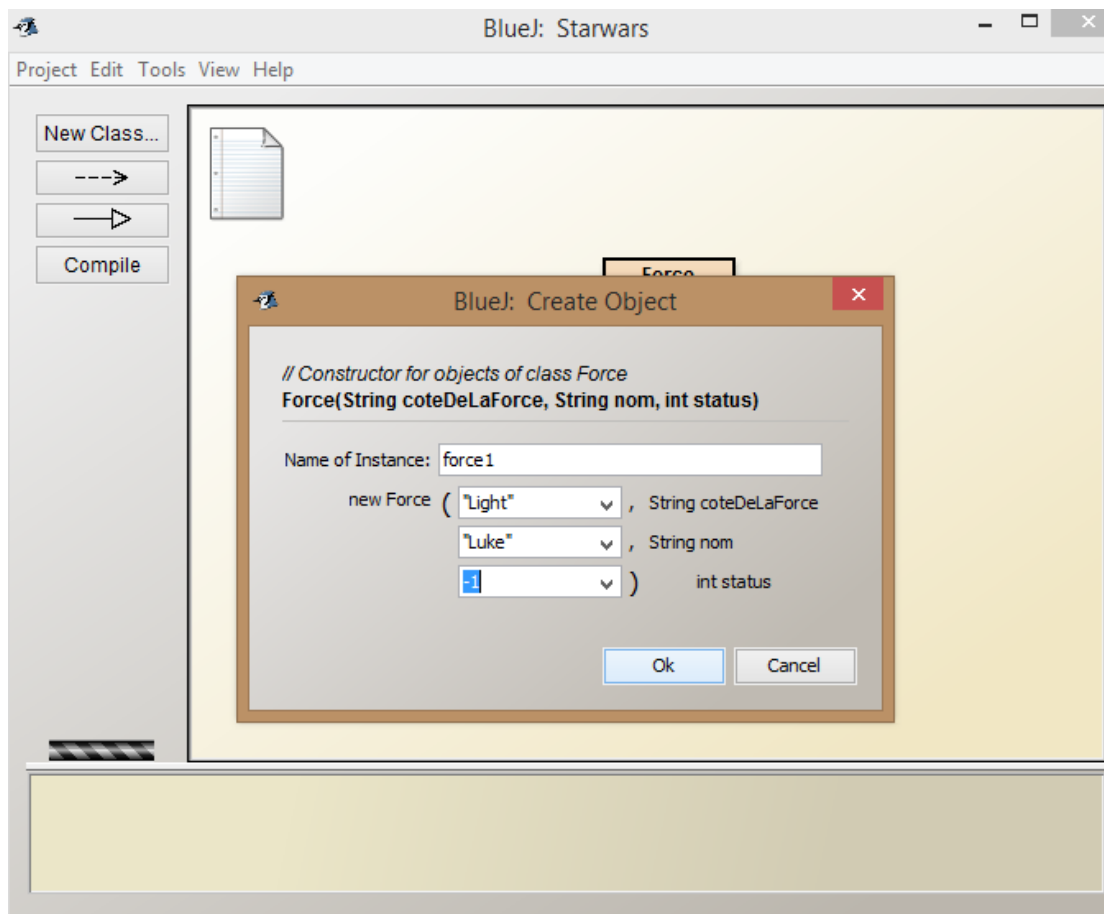 BlueJ: Starwars
Project Edit Tools View Help
New Class...
Compile
Force
BlueJ: Create Object
// Constructor for objects of class Force
Force(String coteDeLaForce, String nom, int status)
Name of Instance: force1
new Force ( "Light" , String coteDeLaForce
"Luke" , String nom
-1 ) int status
Ok Cancel